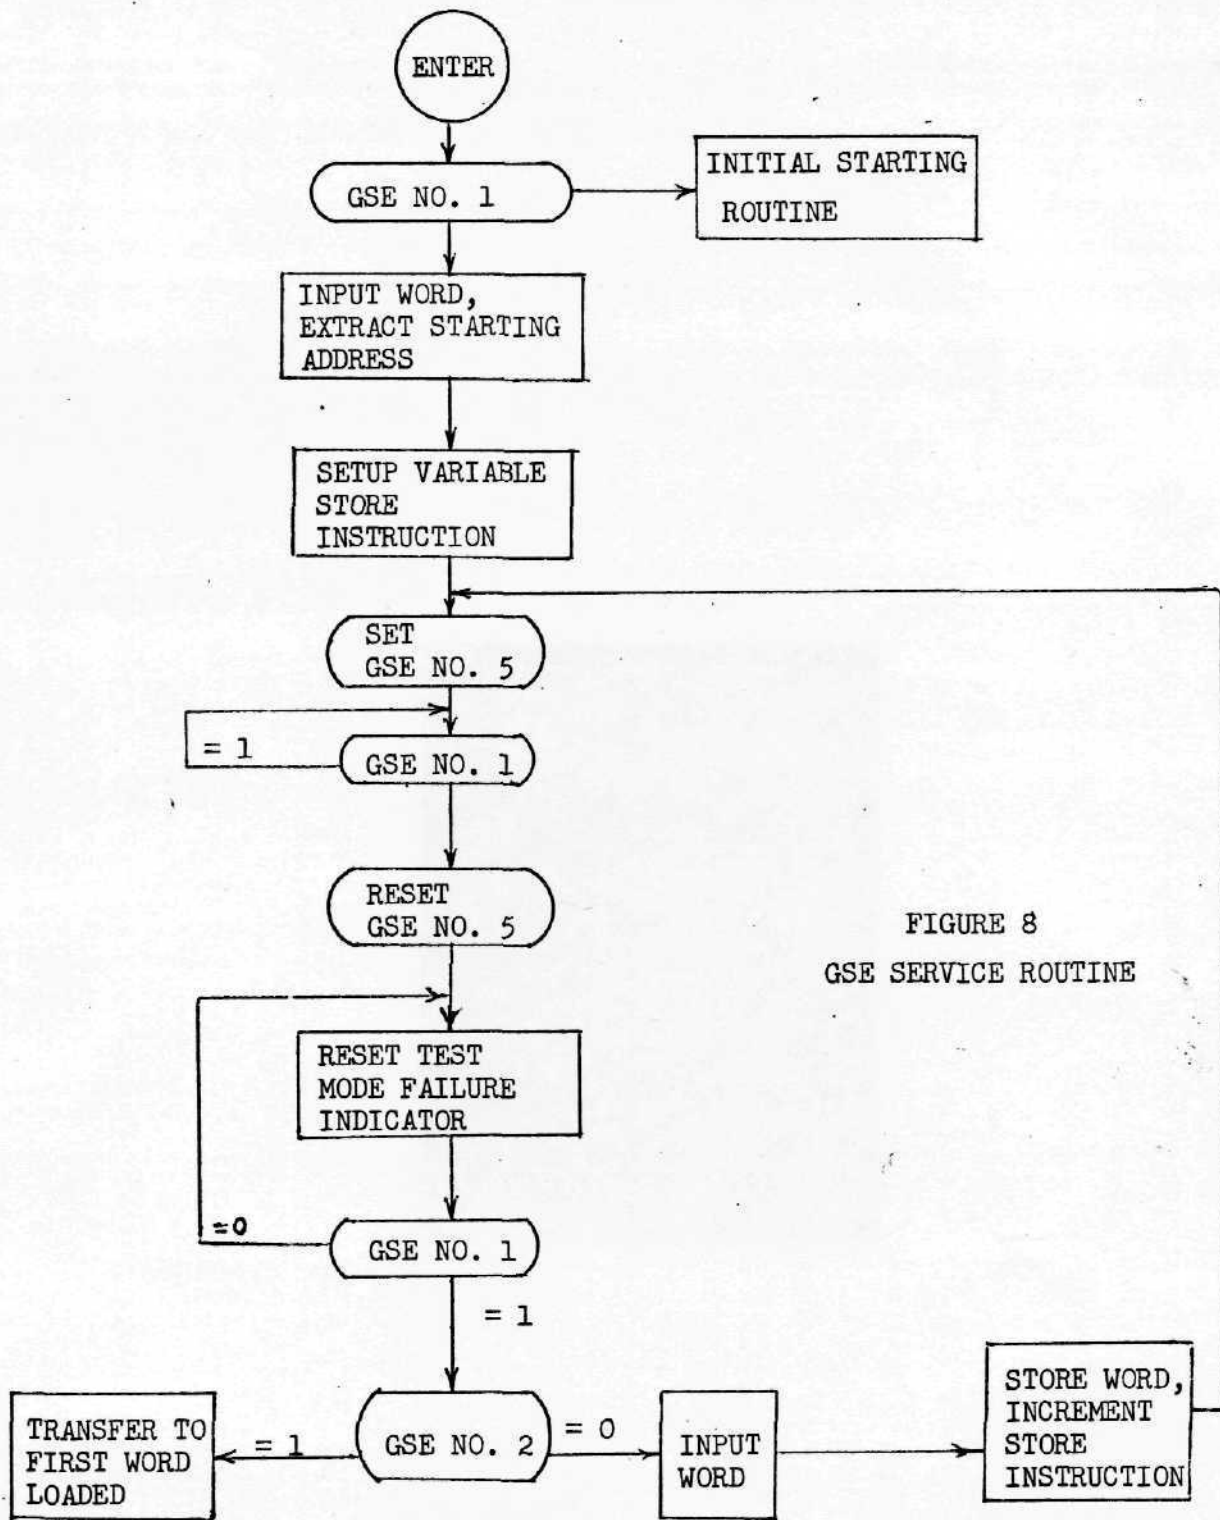 ENTER
GSE NO. 1
INITIAL STARTING
ROUTINE
INPUT WORD,
EXTRACT STARTING
ADDRESS
SETUP VARIABLE
STORE
INSTRUCTION
SET
GSE NO. 5
= 1
GSE NO. 1
RESET
GSE NO. 5
FIGURE 8
GSE SERVICE ROUTINE
RESET TEST
MODE FAILURE
INDICATOR
=0
GSE NO. 1
= 1
TRANSFER TO
FIRST WORD
LOADED
= 1
GSE NO. 2
= 0
INPUT
WORD
STORE WORD,
INCREMENT
STORE
INSTRUCTION